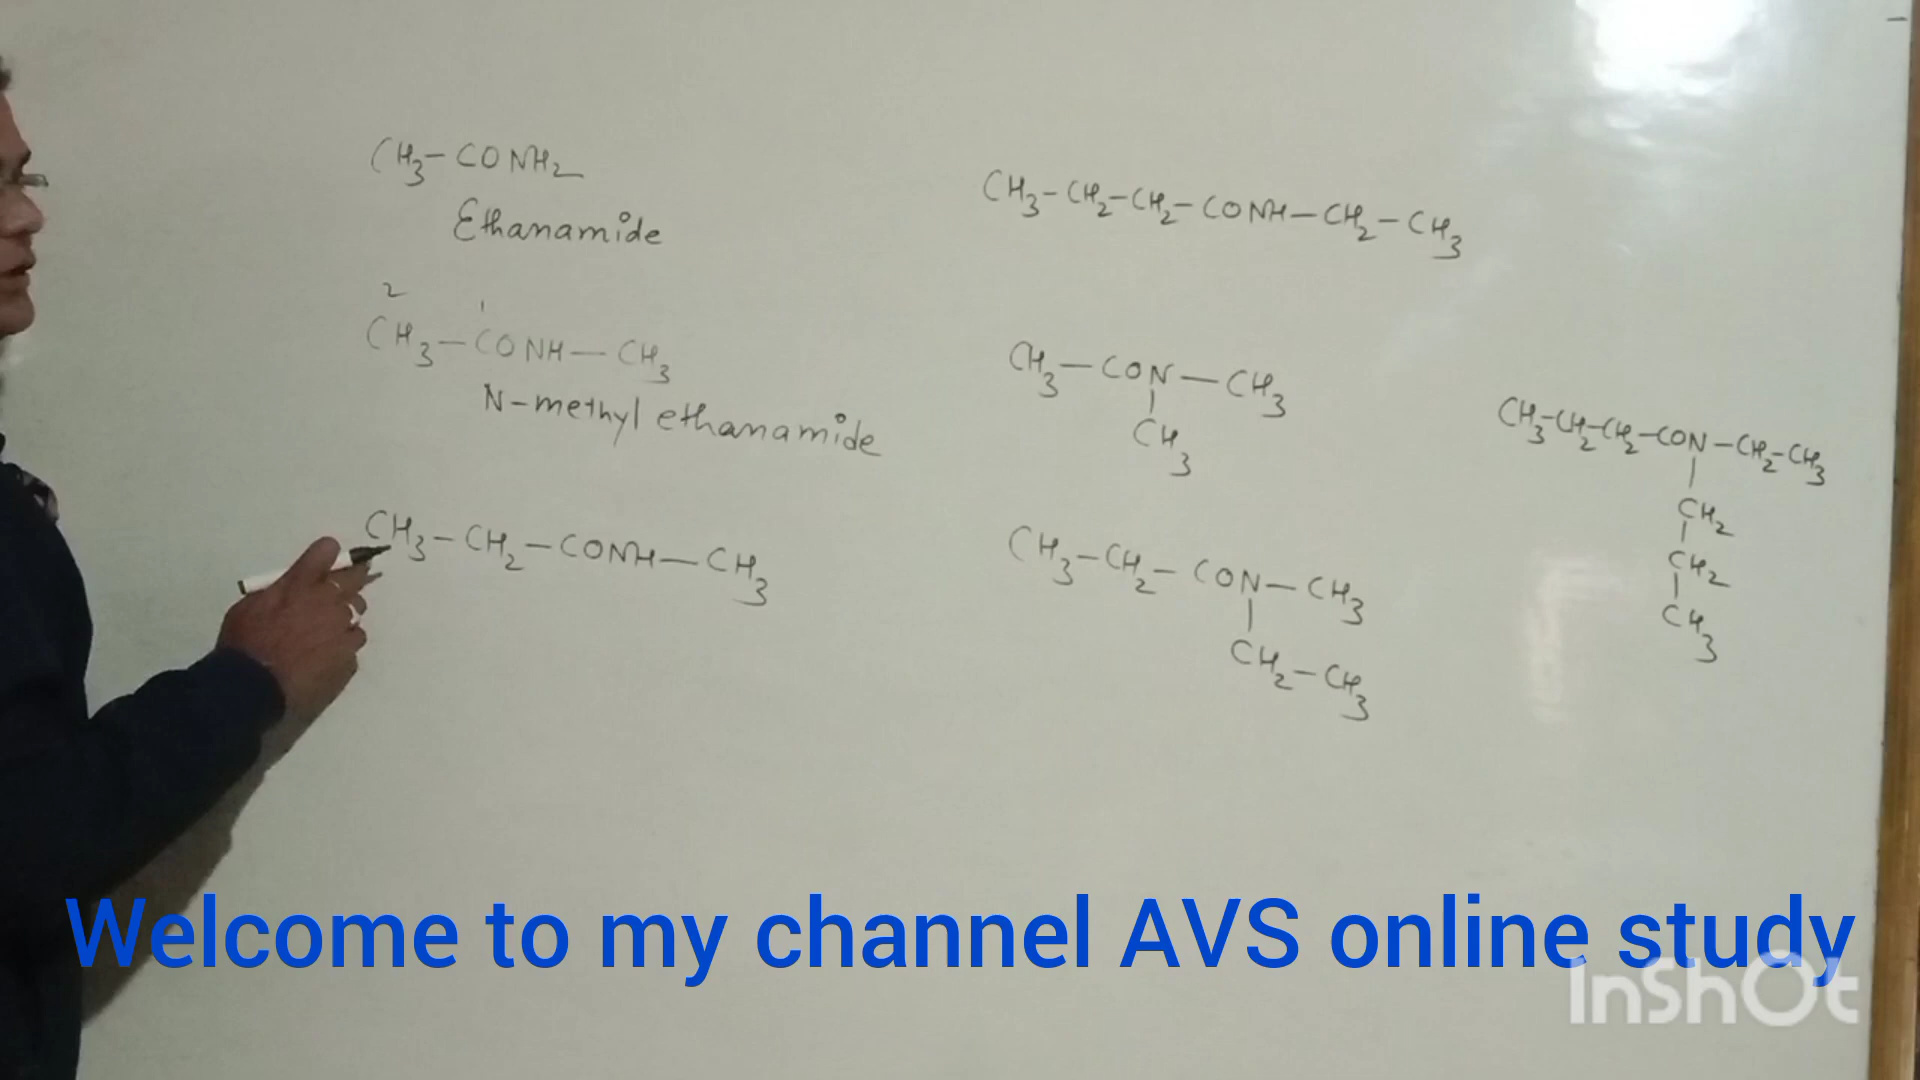 CH3-CONH2
Ethanamide
2 1
CH3-CONH-CH3
N-methyl ethanamide
CH3-CH2-CONH-CH3
CH3-CH2-CH2-CONH-CH2-CH3
CH3-CON-CH3
|
CH3
CH3-CH2-CON-CH3
|
CH2-CH3
CH3-CH2-CH2-CON-CH2-CH3
|
CH2
|
CH2
|
CH3
Welcome to my channel AVS online study
InShOt